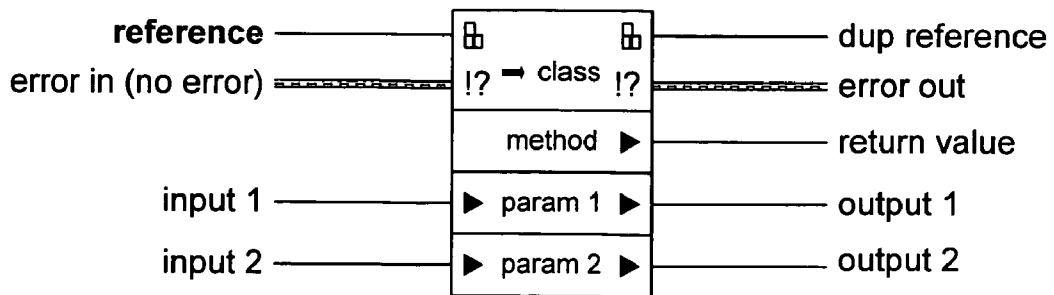 reference dup reference
error in (no error) !? class !? error out
method return value
input 1 param 1 output 1
input 2 param 2 output 2